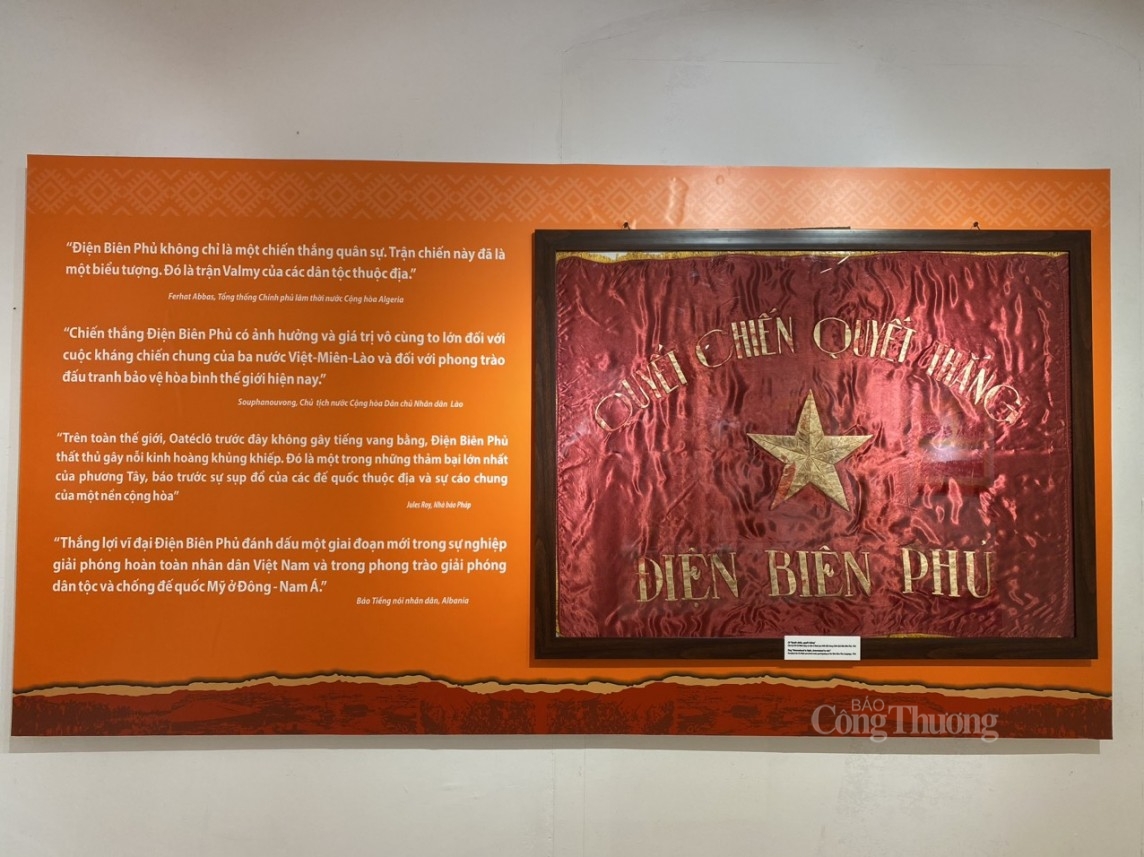 “Điện Biên Phủ không chỉ là một chiến thắng quân sự. Trận chiến này đã là
một biểu tượng. Đó là trận Valmy của các dân tộc thuộc địa.”
Ferhat Abbas, Tổng thống Chính phủ lâm thời nước Cộng hòa Algeria
“Chiến thắng Điện Biên Phủ có ảnh hưởng và giá trị vô cùng to lớn đối với
cuộc kháng chiến chung của ba nước Việt-Miên-Lào và đối với phong trào
đấu tranh bảo vệ hòa bình thế giới hiện nay.”
Souphanouvong, Chủ tịch nước Cộng hòa Dân chủ Nhân dân Lào
“Trên toàn thế giới, Oatéclô trước đây không gây tiếng vang bằng, Điện Biên Phủ
thất thủ gây nỗi kinh hoàng khủng khiếp. Đó là một trong những thảm bại lớn nhất
của phương Tây, báo trước sự sụp đổ của các đế quốc thuộc địa và sự cáo chung
của một nền cộng hòa”
Jules Roy, Nhà báo Pháp
“Thắng lợi vĩ đại Điện Biên Phủ đánh dấu một giai đoạn mới trong sự nghiệp
giải phóng hoàn toàn nhân dân Việt Nam và trong phong trào giải phóng
dân tộc và chống đế quốc Mỹ ở Đông - Nam Á.”
Báo Tiếng nói nhân dân, Albania
QUYẾT CHIẾN QUYẾT THẮNG
ĐIỆN BIÊN PHỦ
BÁO
Công Thương